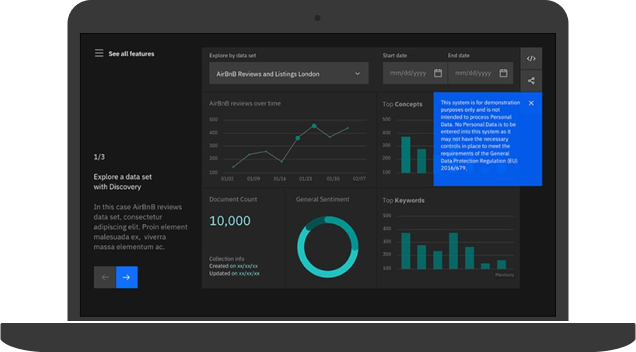 See all features
Explore by data set
Start date
End date
AirBnB Reviews and Listings London
mm/dd/yyyy
mm/dd/yyyy
</>
AirBnB reviews over time
500
400
300
200
100
01/01
01/09
01/16
01/23
01/30
02/07
Top Concepts
500
400
300
200
100
This system is for demonstration
purposes only and is not
intended to process Personal
Data. No Personal Data is to be
entered into this system as it
may not have the necessary
controls in place to meet the
requirements of the General
Data Protection Regulation (EU)
2016/679.
1/3
Explore a data set
with Discovery
In this case AirBnB reviews
data set, consectetur
adipiscing elit. Proin element
malesuada ex, viverra
massa elementum ac.
Document Count
10,000
Collection info
Created on xx/xx/xx
Updated on xx/xx/xx
General Sentiment
Top Keywords
500
400
300
200
100
Mentions